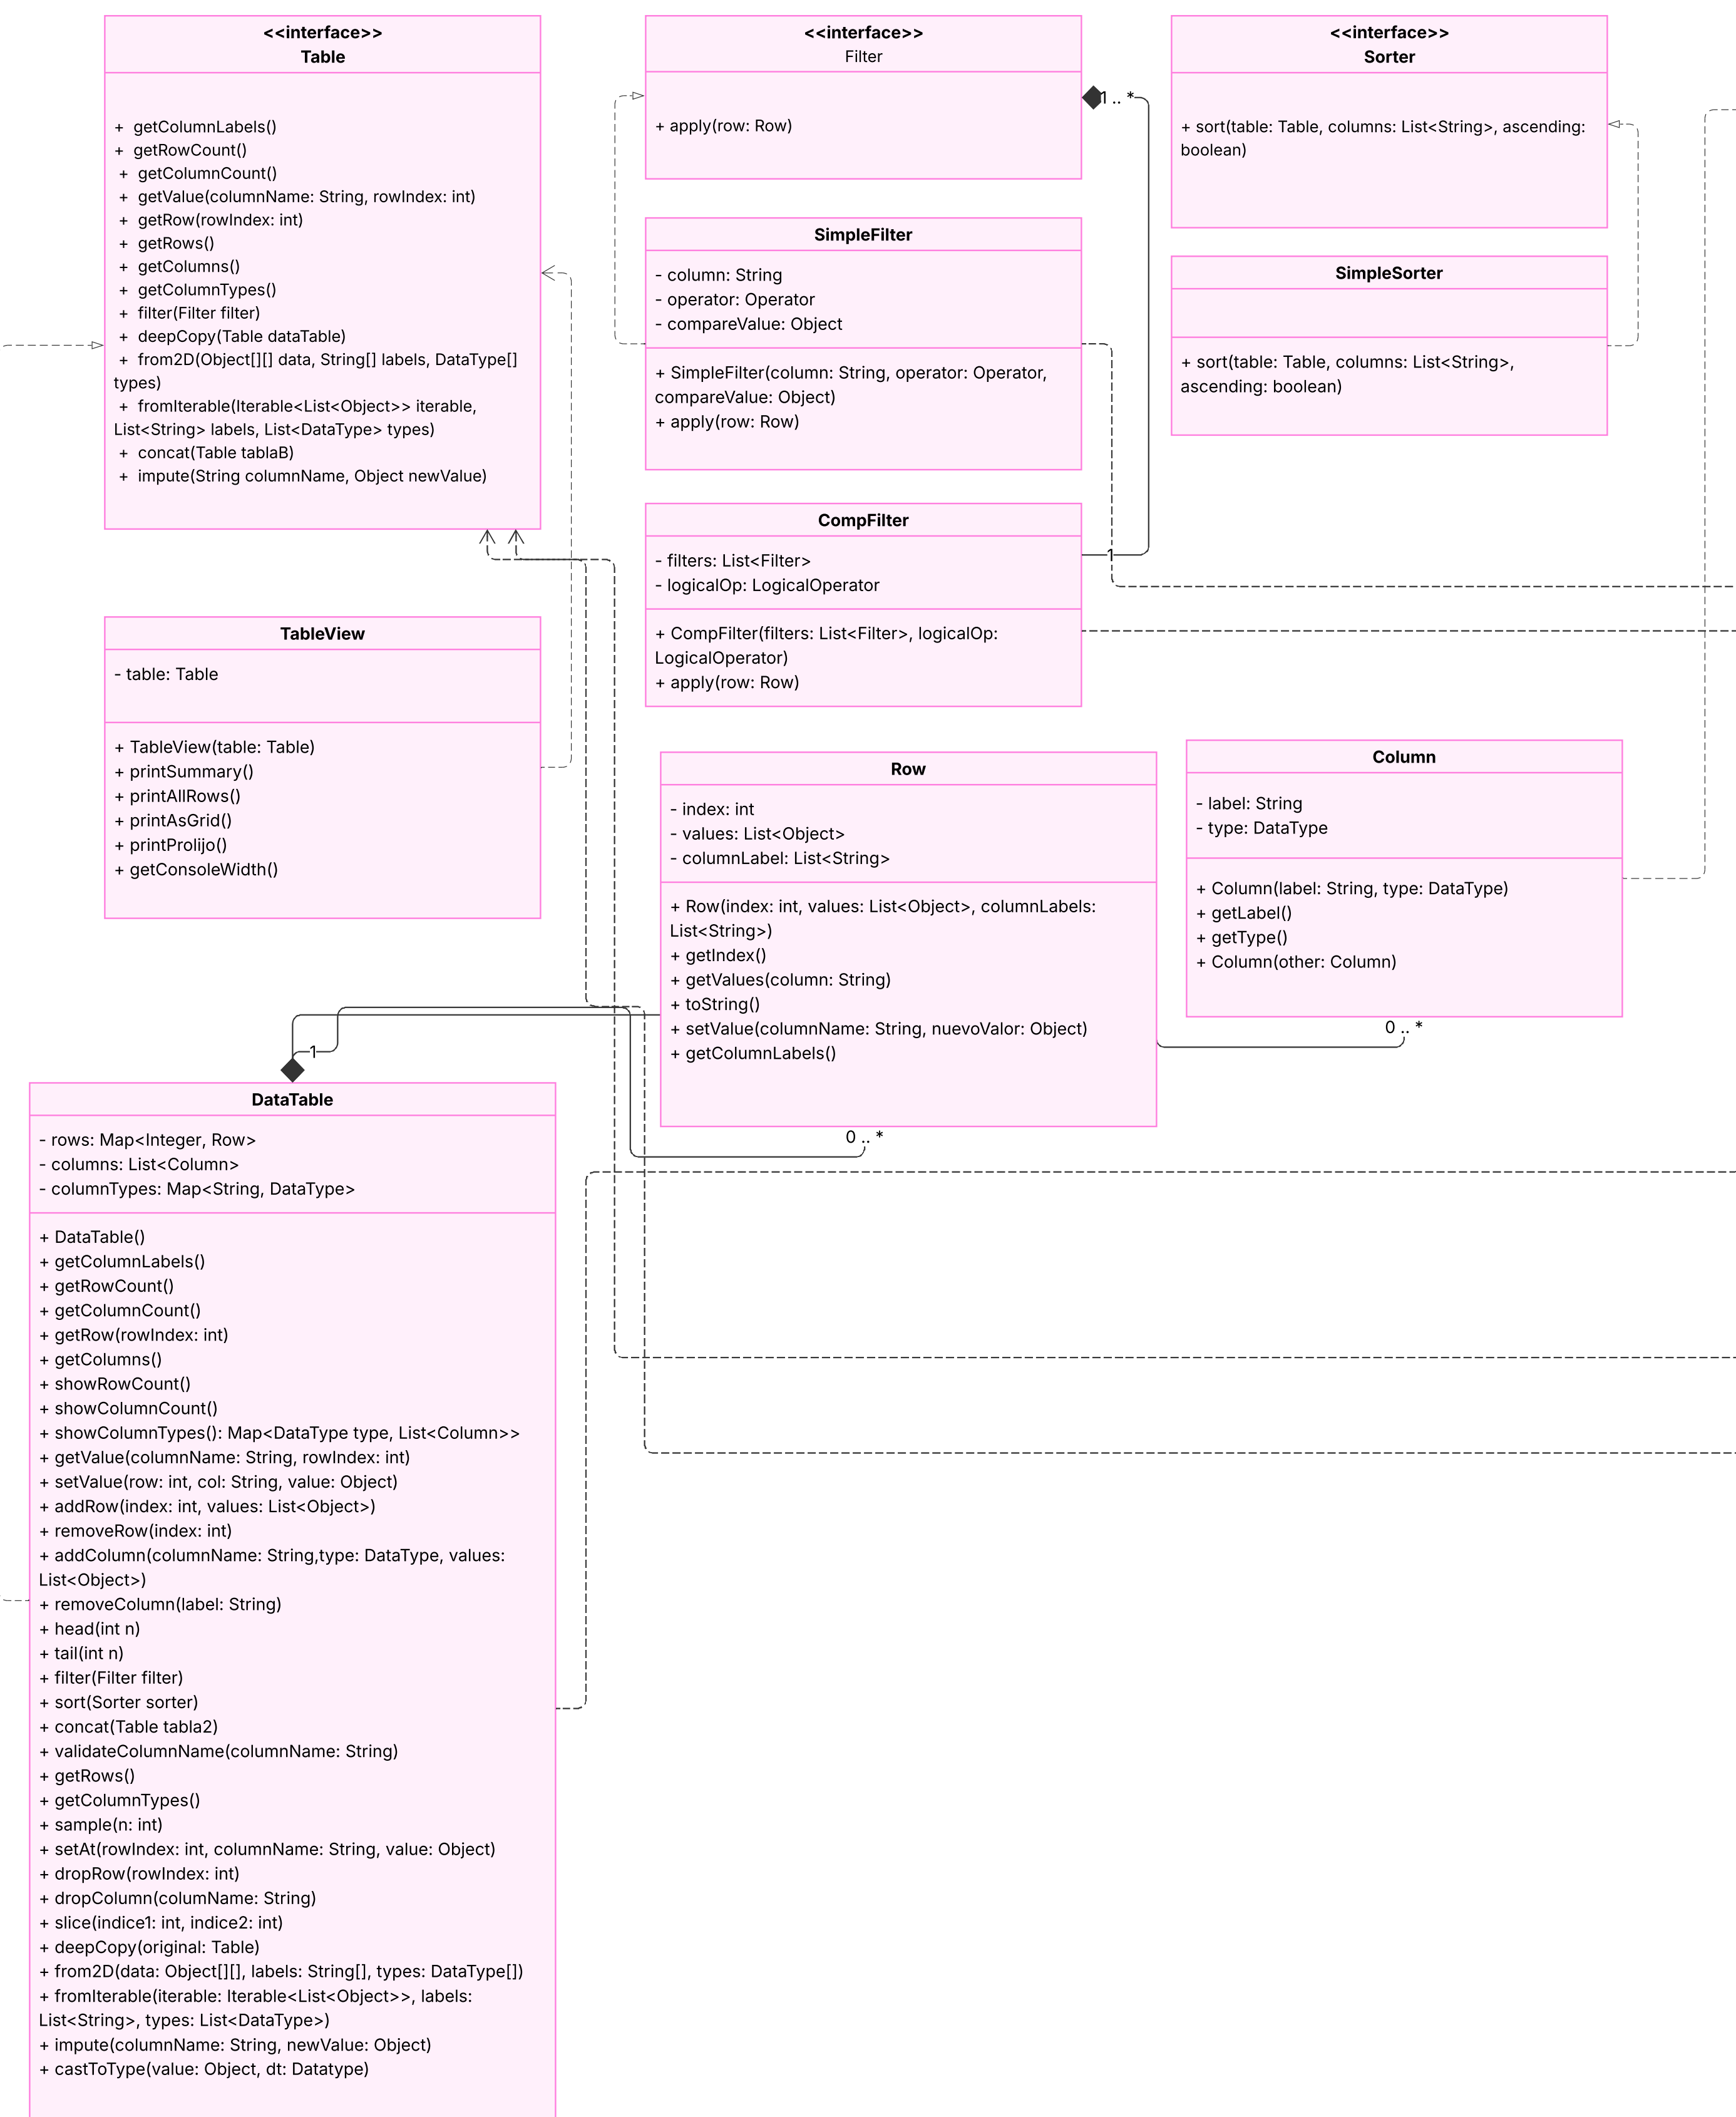 <<interface>>
Table
+ getColumnLabels()
+ getRowCount()
+ getColumnCount()
+ getValue(columnName: String, rowIndex: int)
+ getRow(rowIndex: int)
+ getRows()
+ getColumns()
+ getColumnTypes()
+ filter(Filter filter)
+ deepCopy(Table dataTable)
+ from2D(Object[][] data, String[] labels, DataType[]
types)
+ fromIterable(Iterable<List<Object>> iterable,
List<String> labels, List<DataType> types)
+ concat(Table tablaB)
+ impute(String columnName, Object newValue)
<<interface>>
Filter
+ apply(row: Row)
1 .. *
<<interface>>
Sorter
+ sort(table: Table, columns: List<String>, ascending:
boolean)
SimpleFilter
- column: String
- operator: Operator
- compareValue: Object
+ SimpleFilter(column: String, operator: Operator,
compareValue: Object)
+ apply(row: Row)
SimpleSorter
+ sort(table: Table, columns: List<String>,
ascending: boolean)
CompFilter
- filters: List<Filter>
- logicalOp: LogicalOperator
+ CompFilter(filters: List<Filter>, logicalOp:
LogicalOperator)
+ apply(row: Row)
1
TableView
- table: Table
+ TableView(table: Table)
+ printSummary()
+ printAllRows()
+ printAsGrid()
+ printProlijo()
+ getConsoleWidth()
Row
- index: int
- values: List<Object>
- columnLabel: List<String>
+ Row(index: int, values: List<Object>, columnLabels:
List<String>)
+ getIndex()
+ getValues(column: String)
+ toString()
+ setValue(columnName: String, nuevoValor: Object)
+ getColumnLabels()
0 .. *
Column
- label: String
- type: DataType
+ Column(label: String, type: DataType)
+ getLabel()
+ getType()
+ Column(other: Column)
0 .. *
1
DataTable
- rows: Map<Integer, Row>
- columns: List<Column>
- columnTypes: Map<String, DataType>
+ DataTable()
+ getColumnLabels()
+ getRowCount()
+ getColumnCount()
+ getRow(rowIndex: int)
+ getColumns()
+ showRowCount()
+ showColumnCount()
+ showColumnTypes(): Map<DataType type, List<Column>>
+ getValue(columnName: String, rowIndex: int)
+ setValue(row: int, col: String, value: Object)
+ addRow(index: int, values: List<Object>)
+ removeRow(index: int)
+ addColumn(columnName: String,type: DataType, values:
List<Object>)
+ removeColumn(label: String)
+ head(int n)
+ tail(int n)
+ filter(Filter filter)
+ sort(Sorter sorter)
+ concat(Table tabla2)
+ validateColumnName(columnName: String)
+ getRows()
+ getColumnTypes()
+ sample(n: int)
+ setAt(rowIndex: int, columnName: String, value: Object)
+ dropRow(rowIndex: int)
+ dropColumn(columName: String)
+ slice(indice1: int, indice2: int)
+ deepCopy(original: Table)
+ from2D(data: Object[][], labels: String[], types: DataType[])
+ fromIterable(iterable: Iterable<List<Object>>, labels:
List<String>, types: List<DataType>)
+ impute(columnName: String, newValue: Object)
+ castToType(value: Object, dt: Datatype)